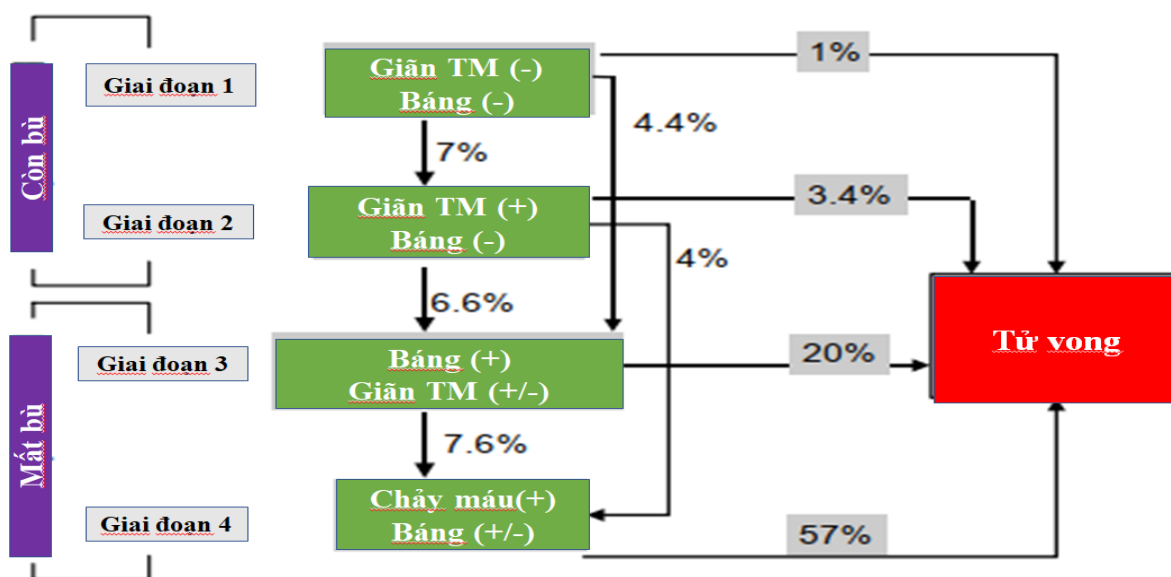 Còn bù
Giai đoạn 1
Giãn TM (-)
Báng (-)
1%
4.4%
7%
Giai đoạn 2
Giãn TM (+)
Báng (-)
3.4%
4%
6.6%
Mất bù
Giai đoạn 3
Báng (+)
Giãn TM (+/-)
20%
Tử vong
7.6%
Giai đoạn 4
Chảy máu(+)
Báng (+/-)
57%